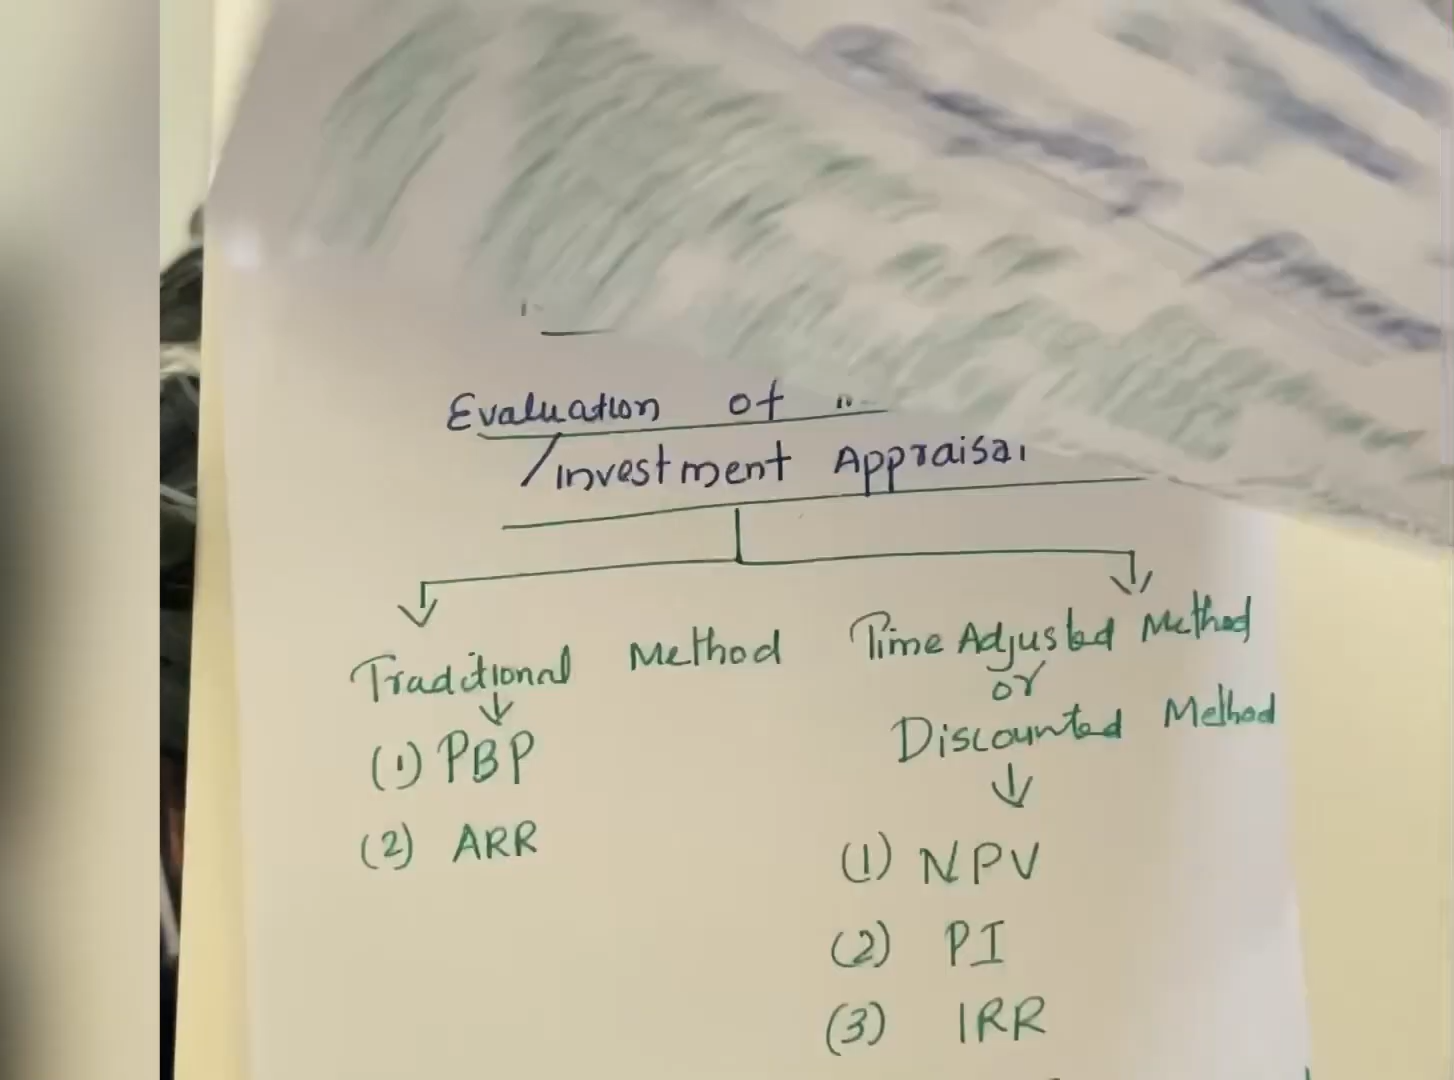 Evaluation of
/Investment Appraisal
Traditional Method
(1) PBP
(2) ARR
Time Adjusted Method
or
Discounted Method
(1) NPV
(2) PI
(3) IRR